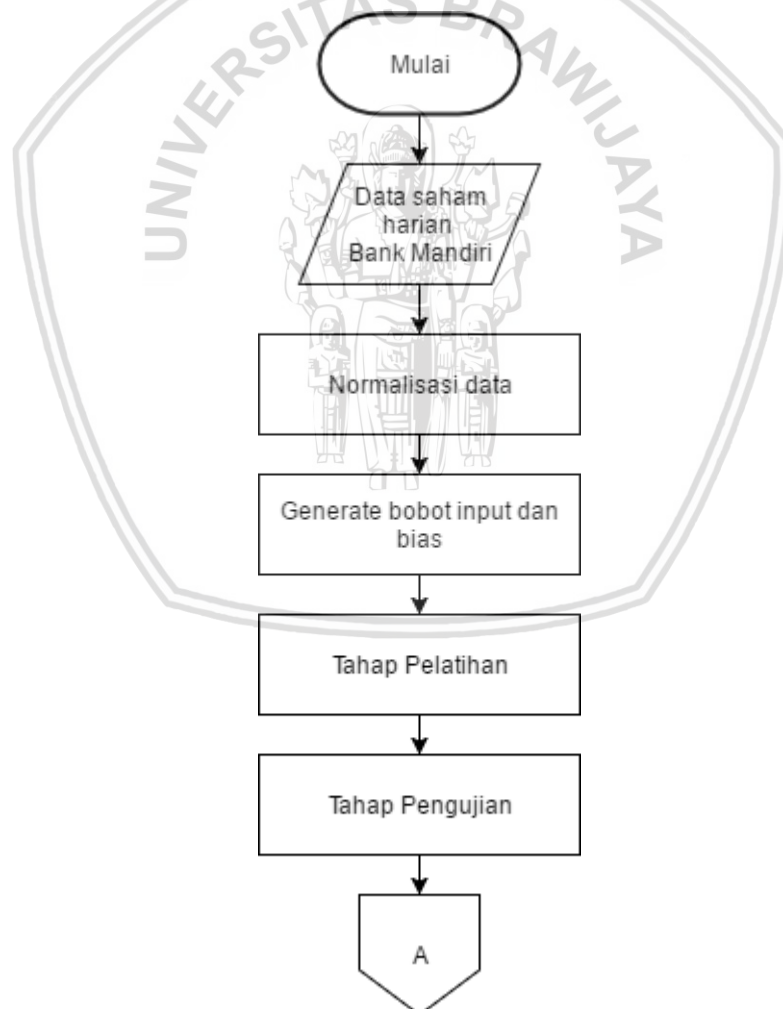 UNIVERSITAS BRAWIJAYA
Mulai
Data saham
harian
Bank Mandiri
Normalisasi data
Generate bobot input dan
bias
Tahap Pelatihan
Tahap Pengujian
A